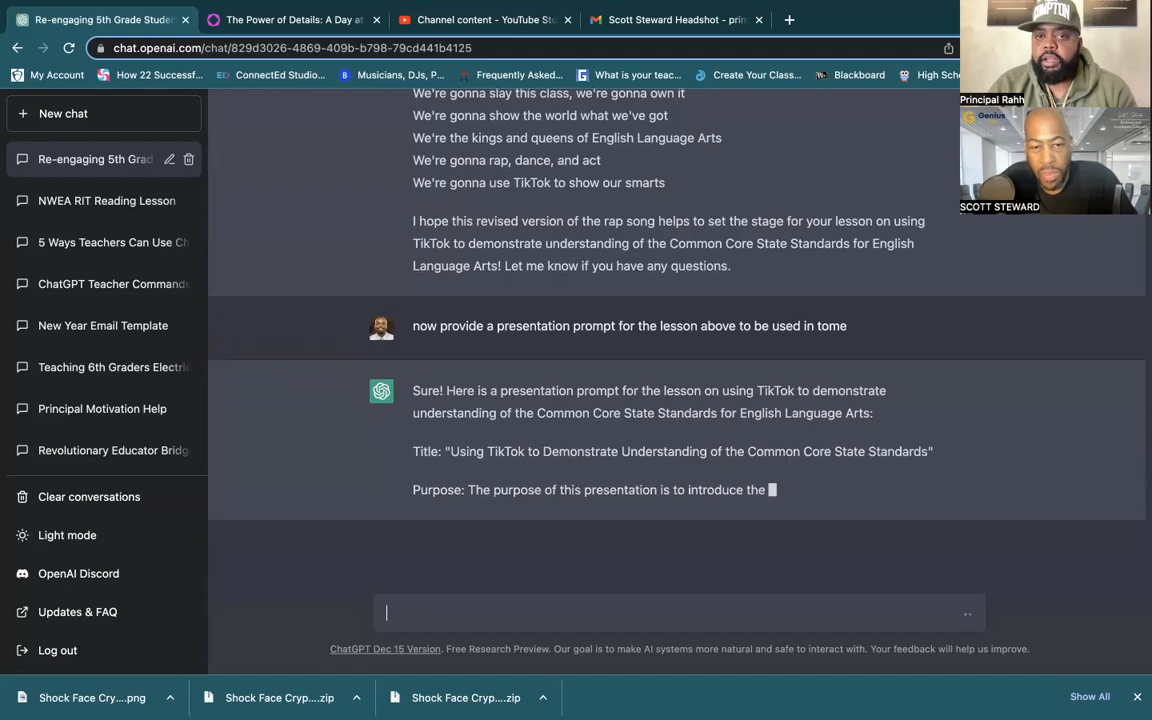 Re-engaging 5th Grade Studen
The Power of Details: A Day at
Channel content - YouTube Stu
Scott Steward Headshot - prin
chat.openai.com/chat/829d3026-4869-409b-b798-79cd441b4125
My Account
How 22 Successf...
ConnectEd Studio...
Musicians, DJs, P...
Frequently Asked...
What is your teac...
Create Your Class...
Blackboard
High Sch
COMPTON
Principal Rahh
Genius
SCOTT STEWARD
New chat
Re-engaging 5th Grad
NWEA RIT Reading Lesson
5 Ways Teachers Can Use Ch
ChatGPT Teacher Commands
New Year Email Template
Teaching 6th Graders Electric
Principal Motivation Help
Revolutionary Educator Bridg
Clear conversations
Light mode
OpenAI Discord
Updates & FAQ
Log out
We're gonna slay this class, we're gonna own it
We're gonna show the world what we've got
We're the kings and queens of English Language Arts
We're gonna rap, dance, and act
We're gonna use TikTok to show our smarts
I hope this revised version of the rap song helps to set the stage for your lesson on using
TikTok to demonstrate understanding of the Common Core State Standards for English
Language Arts! Let me know if you have any questions.
now provide a presentation prompt for the lesson above to be used in tome
Sure! Here is a presentation prompt for the lesson on using TikTok to demonstrate
understanding of the Common Core State Standards for English Language Arts:
Title: "Using TikTok to Demonstrate Understanding of the Common Core State Standards"
Purpose: The purpose of this presentation is to introduce the
ChatGPT Dec 15 Version. Free Research Preview. Our goal is to make AI systems more natural and safe to interact with. Your feedback will help us improve.
Shock Face Cryp....png
Shock Face Cryp....zip
Shock Face Cryp....zip
Show All